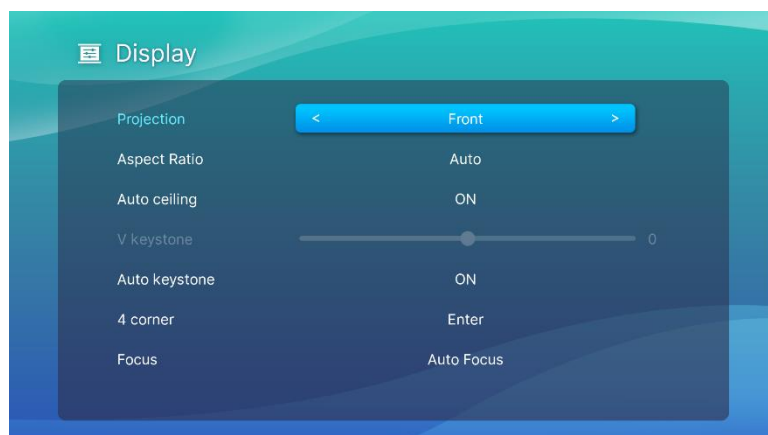 Display
Projection < Front >
Aspect Ratio Auto
Auto ceiling ON
V keystone 0
Auto keystone ON
4 corner Enter
Focus Auto Focus